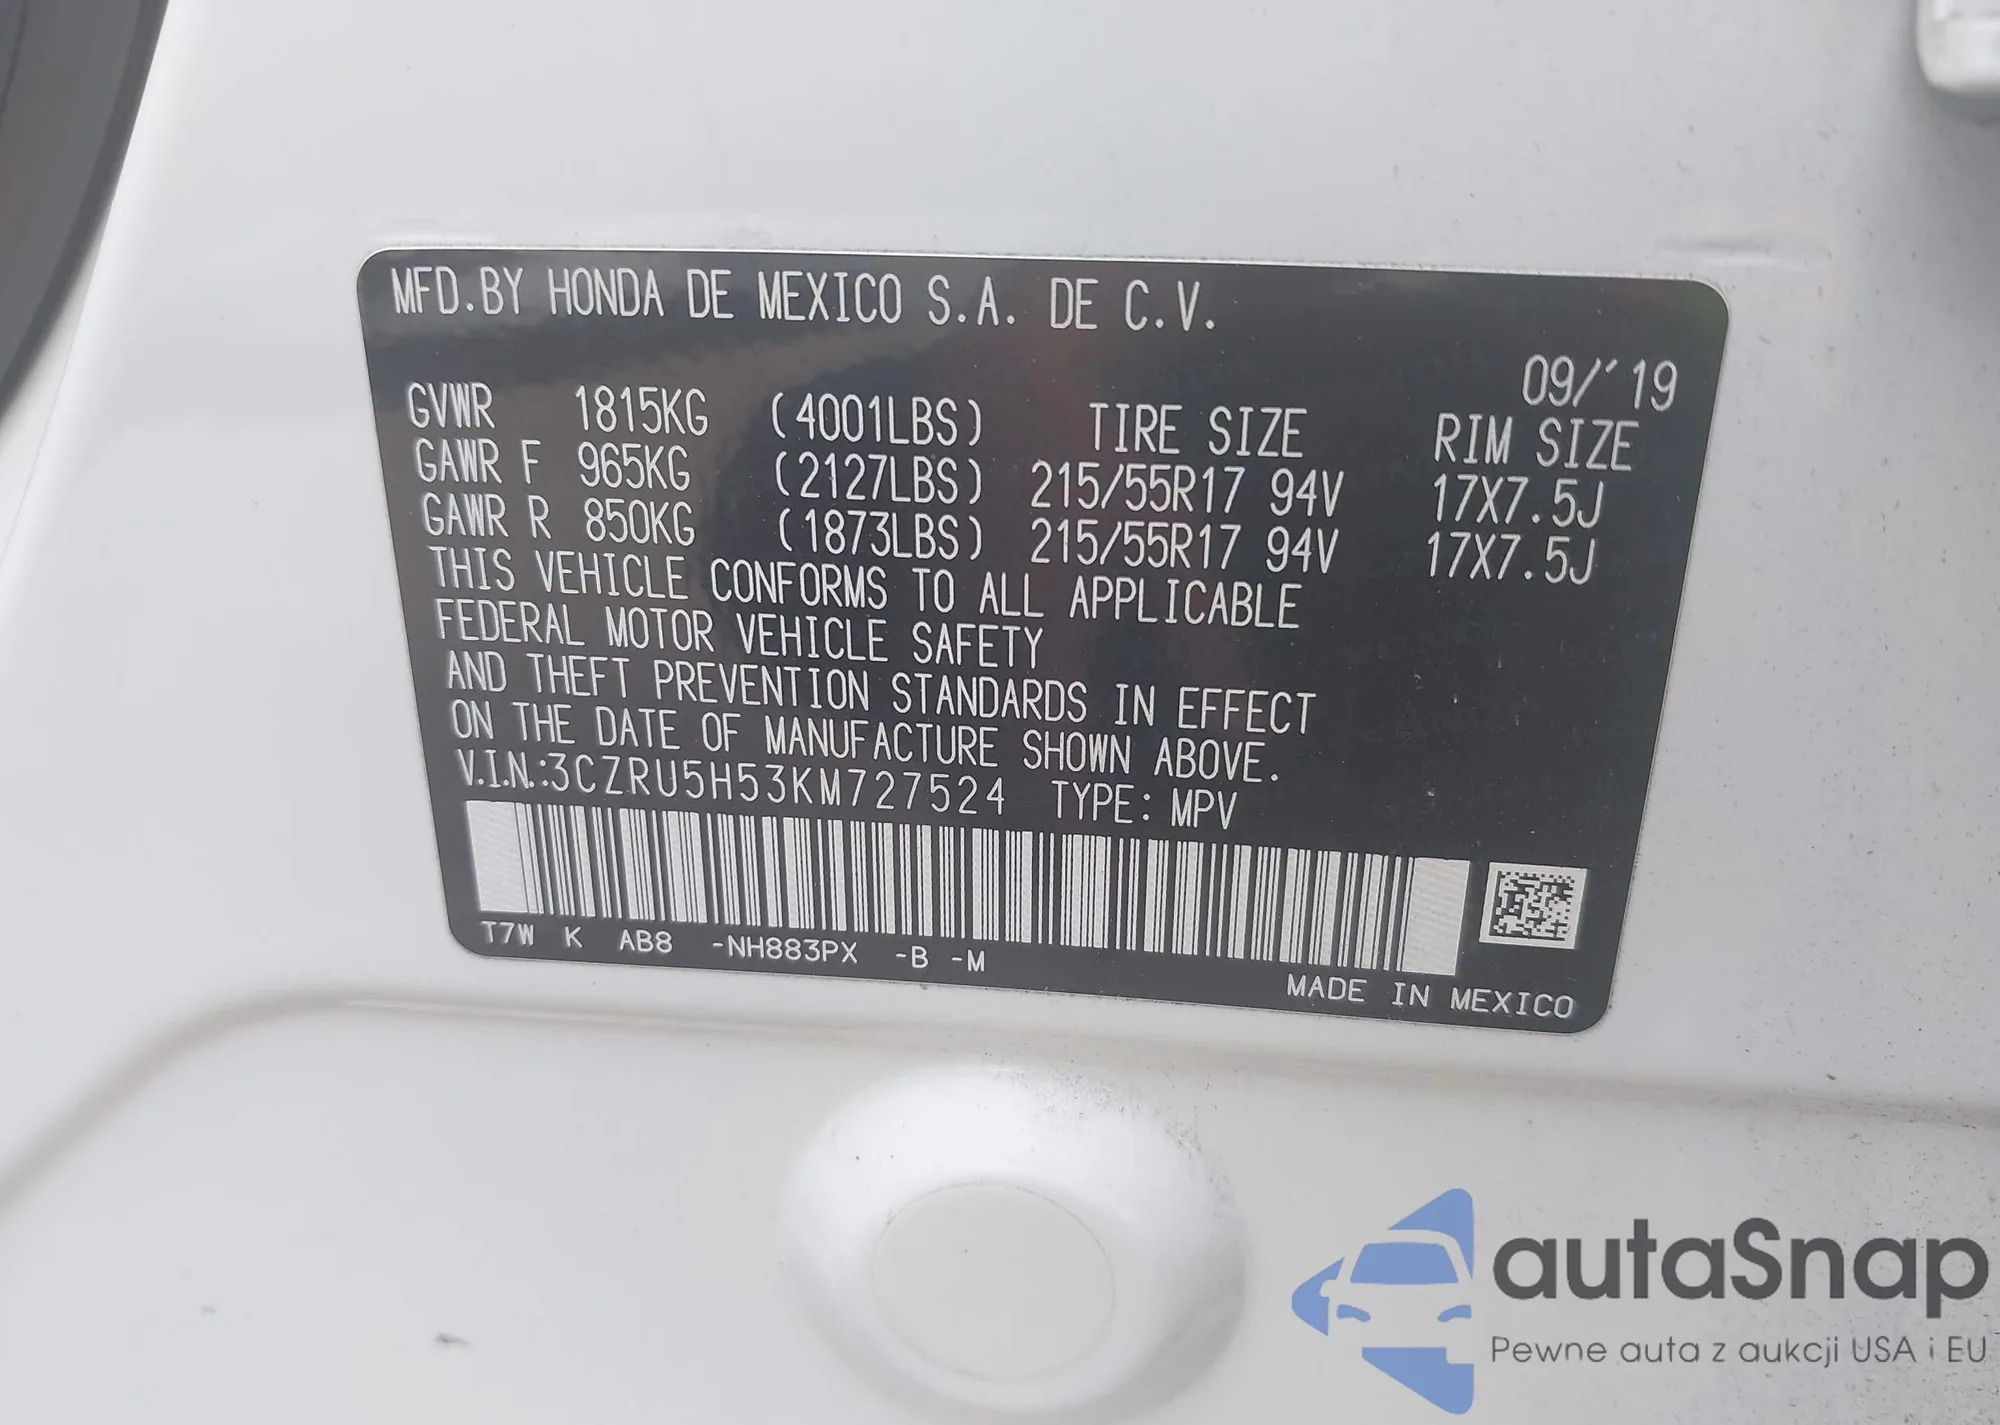 MFD.BY HONDA DE MEXICO S.A. DE C.V.
09/'19
GVWR 1815KG (4001LBS) TIRE SIZE RIM SIZE
GAWR F 965KG (2127LBS) 215/55R17 94V 17X7.5J
GAWR R 850KG (1873LBS) 215/55R17 94V 17X7.5J
THIS VEHICLE CONFORMS TO ALL APPLICABLE
FEDERAL MOTOR VEHICLE SAFETY
AND THEFT PREVENTION STANDARDS IN EFFECT
ON THE DATE OF MANUFACTURE SHOWN ABOVE.
V.I.N.:3CZRU5H53KM727524 TYPE: MPV
T7W K AB8 -NH883PX -B -M
MADE IN MEXICO
autaSnap
Pewne auta z aukcji USA i EU